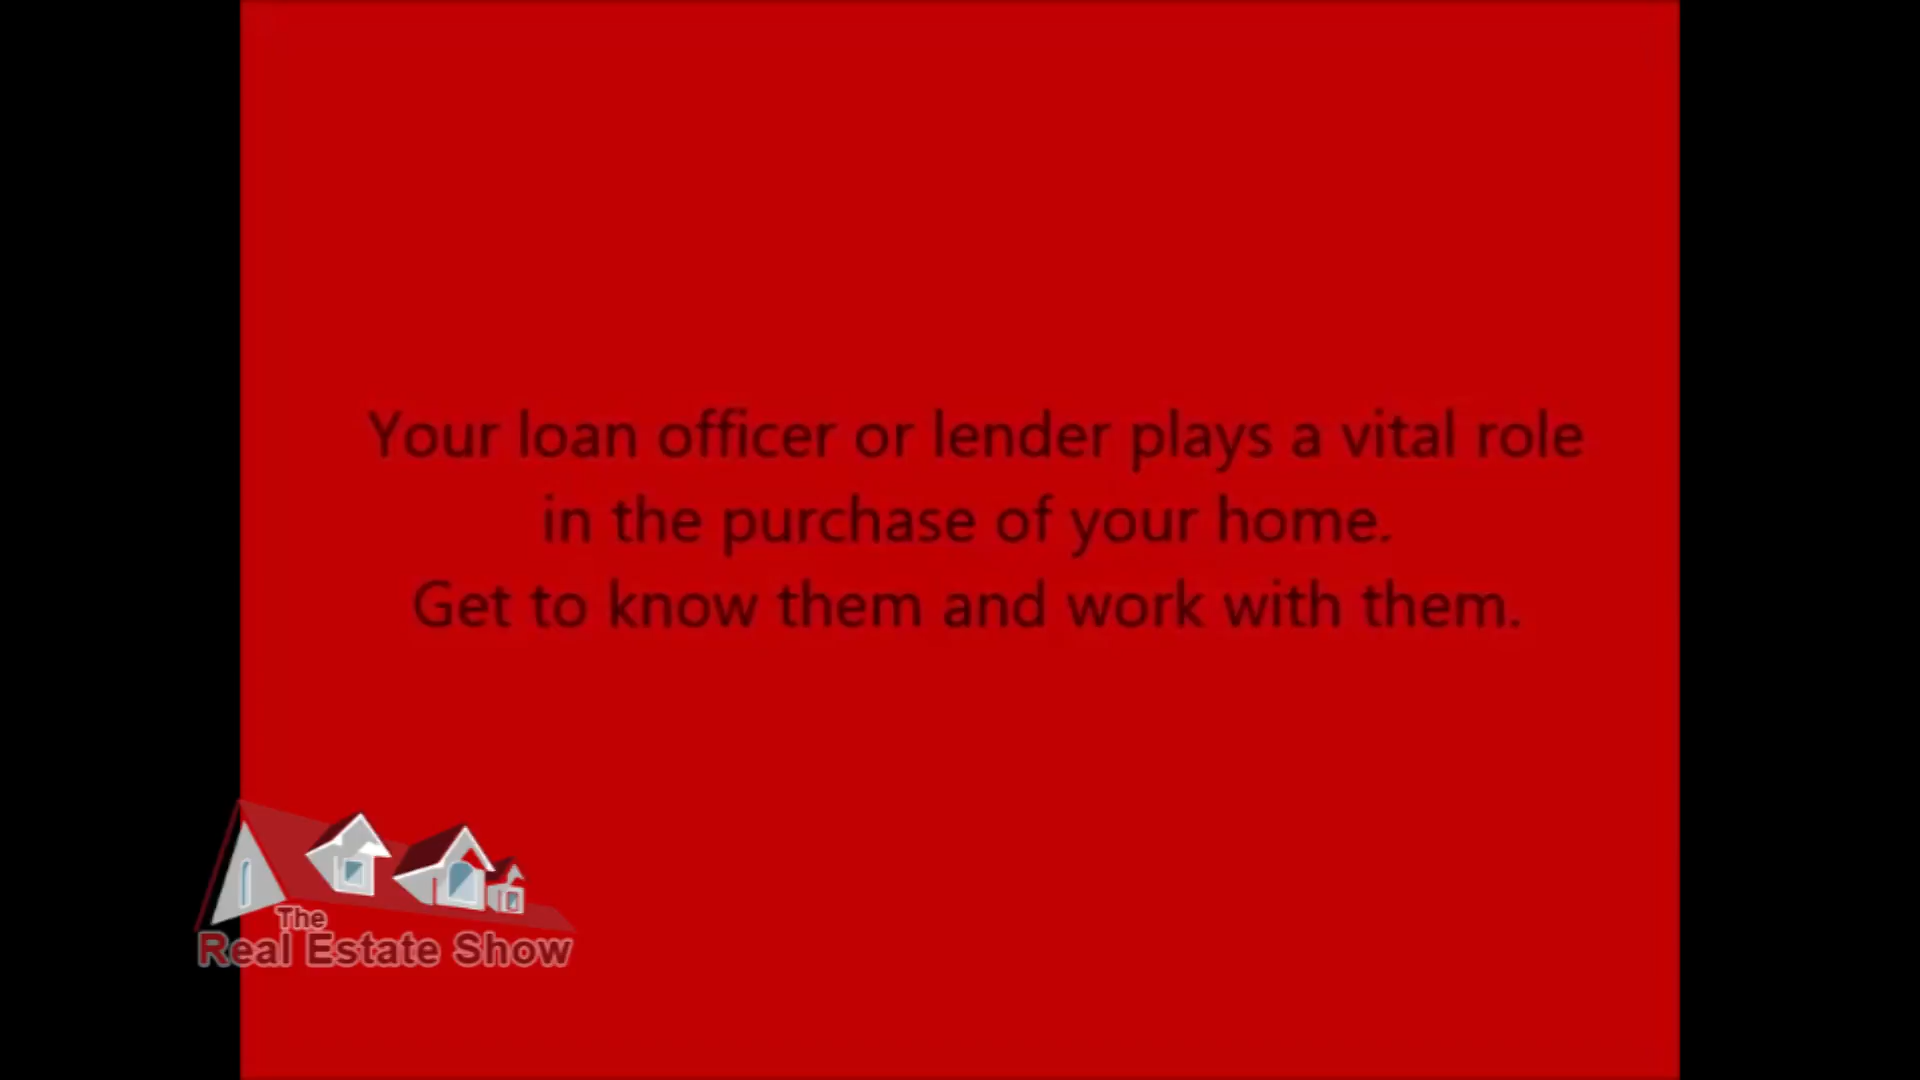 Your loan officer or lender plays a vital role
in the purchase of your home.
Get to know them and work with them.
The
Real Estate Show